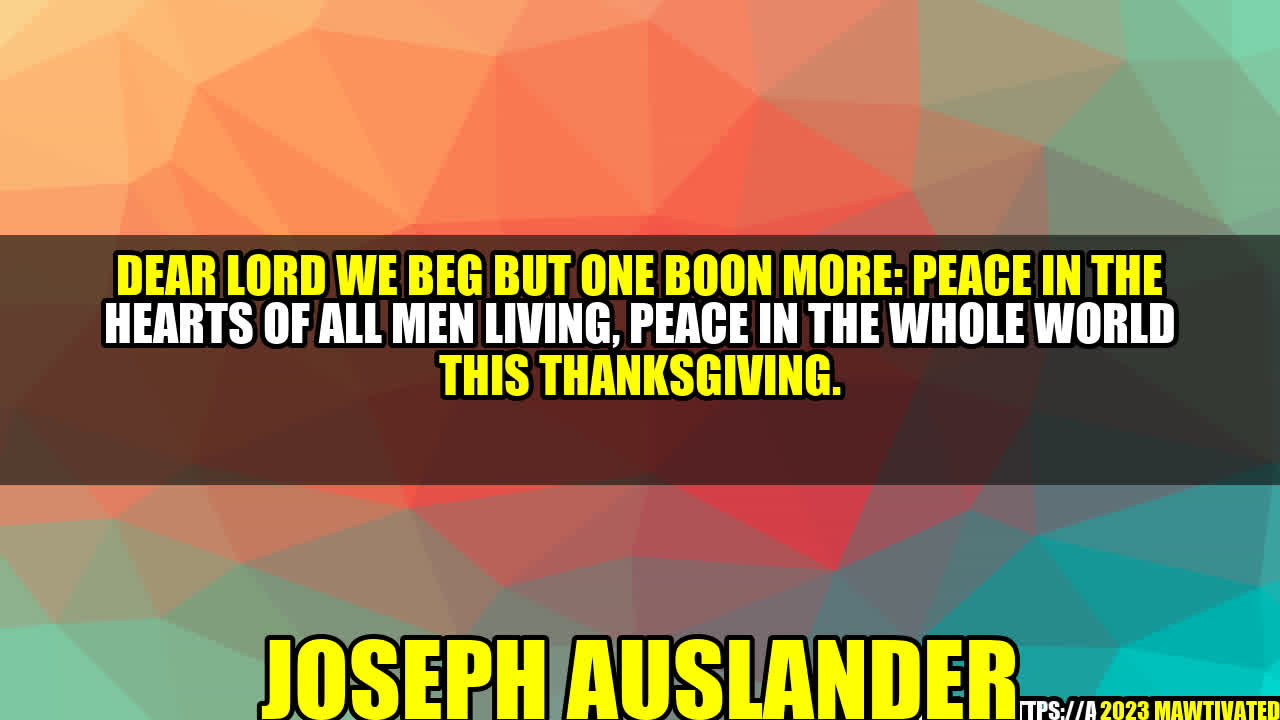 DEAR LORD WE BEG BUT ONE BOON MORE: PEACE IN THE
HEARTS OF ALL MEN LIVING, PEACE IN THE WHOLE WORLD
THIS THANKSGIVING.
JOSEPH AUSLANDER
TPS://A 2023 MAWTIVATED